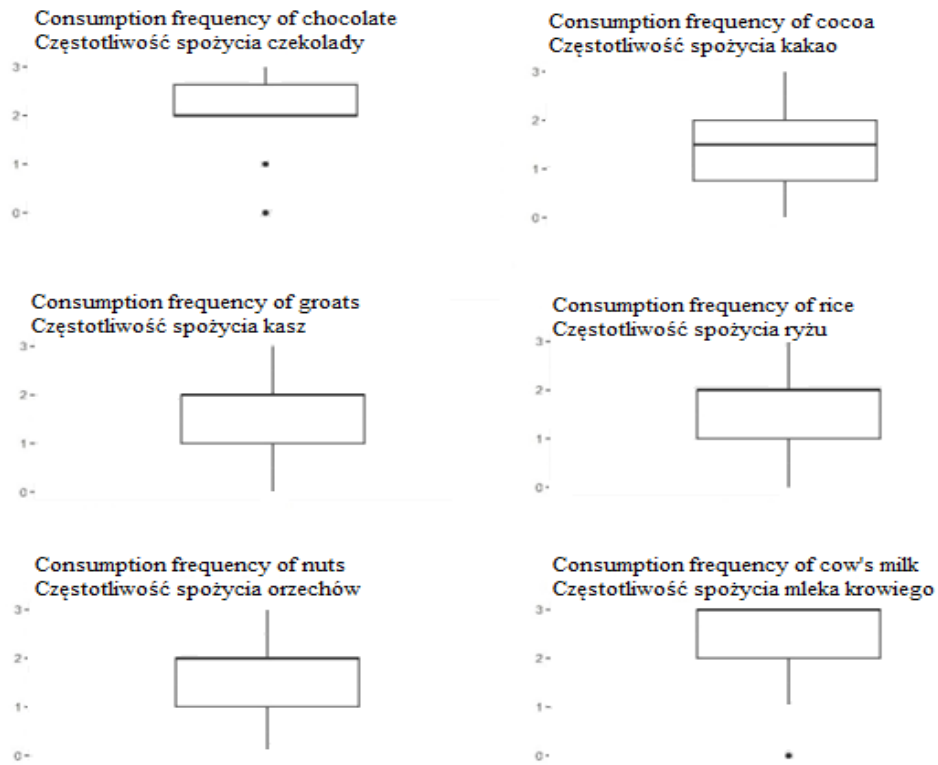 Consumption frequency of chocolate
Częstotliwość spożycia czekolady
3
2
1
0
Consumption frequency of cocoa
Częstotliwość spożycia kakao
3
2
1
0
Consumption frequency of groats
Częstotliwość spożycia kasz
3
2
1
0
Consumption frequency of rice
Częstotliwość spożycia ryżu
3
2
1
0
Consumption frequency of nuts
Częstotliwość spożycia orzechów
3
2
1
0
Consumption frequency of cow's milk
Częstotliwość spożycia mleka krowiego
3
2
1
0